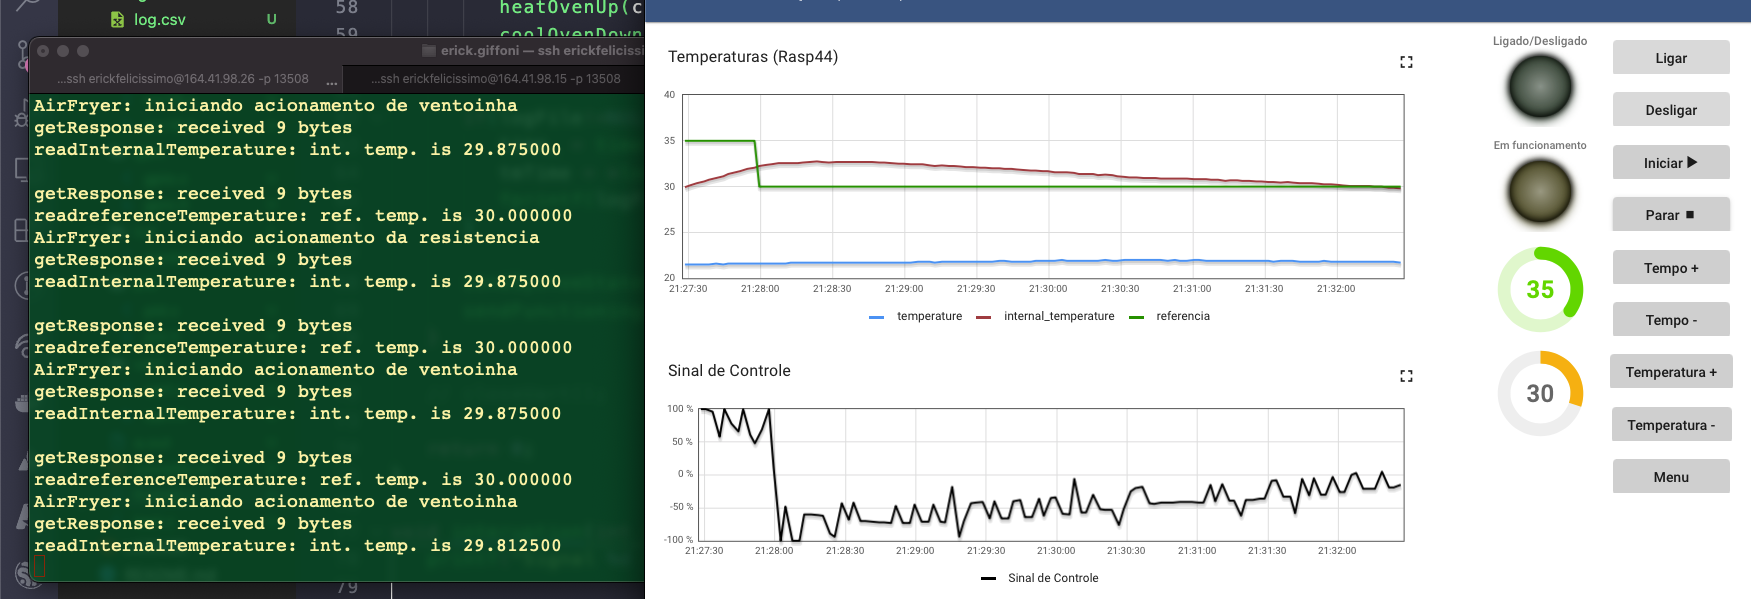 log.csv
U
58
heatOvenUp(c
59
coolOvenDown
erick.giffoni — ssh erickfelicissi
...ssh erickfelicissimo@164.41.98.26 -p 13508 ...
...ssh erickfelicissimo@164.41.98.15 -p 13508
AirFryer: iniciando acionamento de ventoinha
getResponse: received 9 bytes
readInternalTemperature: int. temp. is 29.875000
getResponse: received 9 bytes
readreferenceTemperature: ref. temp. is 30.000000
AirFryer: iniciando acionamento da resistencia
getResponse: received 9 bytes
readInternalTemperature: int. temp. is 29.875000
getResponse: received 9 bytes
readreferenceTemperature: ref. temp. is 30.000000
AirFryer: iniciando acionamento de ventoinha
getResponse: received 9 bytes
readInternalTemperature: int. temp. is 29.875000
getResponse: received 9 bytes
readreferenceTemperature: ref. temp. is 30.000000
AirFryer: iniciando acionamento de ventoinha
getResponse: received 9 bytes
readInternalTemperature: int. temp. is 29.812500
79
Temperaturas (Rasp44)
40
35
30
25
20
21:27:30 21:28:00 21:28:30 21:29:00 21:29:30 21:30:00 21:30:30 21:31:00 21:31:30 21:32:00
temperature internal_temperature referencia
Sinal de Controle
100 %
50 %
0 %
-50 %
-100 %
21:27:30 21:28:00 21:28:30 21:29:00 21:29:30 21:30:00 21:30:30 21:31:00 21:31:30 21:32:00
Sinal de Controle
Ligado/Desligado
Em funcionamento
35
30
Ligar
Desligar
Iniciar
Parar
Tempo +
Tempo -
Temperatura +
Temperatura -
Menu